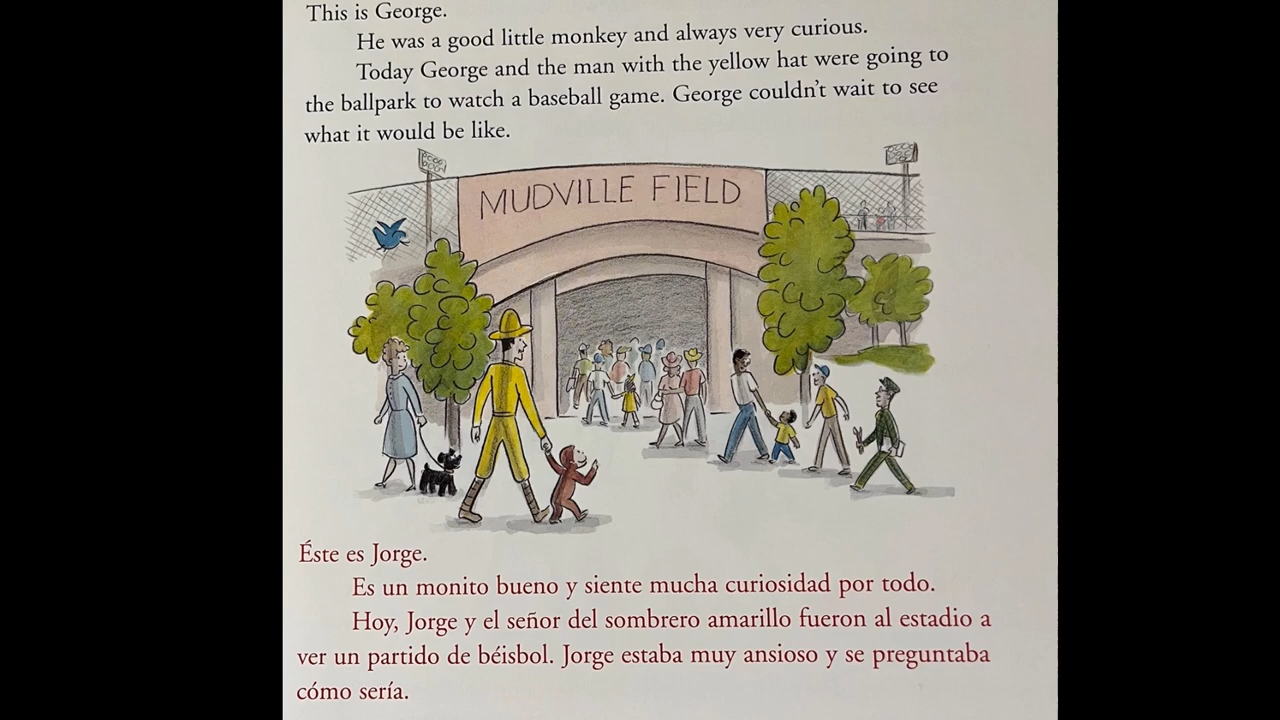 This is George.
He was a good little monkey and always very curious.
Today George and the man with the yellow hat were going to
the ballpark to watch a baseball game. George couldn't wait to see
what it would be like.
MUDVILLE FIELD
Éste es Jorge.
Es un monito bueno y siente mucha curiosidad por todo.
Hoy, Jorge y el señor del sombrero amarillo fueron al estadio a
ver un partido de béisbol. Jorge estaba muy ansioso y se preguntaba
cómo sería.